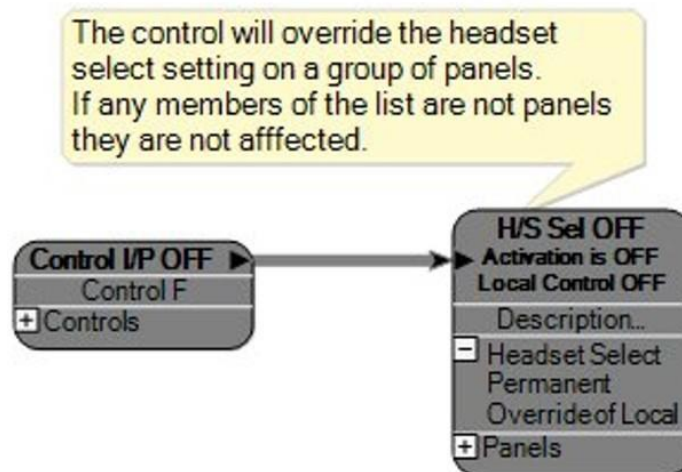 The control will override the headset
select setting on a group of panels.
If any members of the list are not panels
they are not afffected.
Control I/P OFF
Control F
Controls
H/S Sel OFF
Activation is OFF
Local Control OFF
Description...
Headset Select
Permanent
Override of Local
Panels